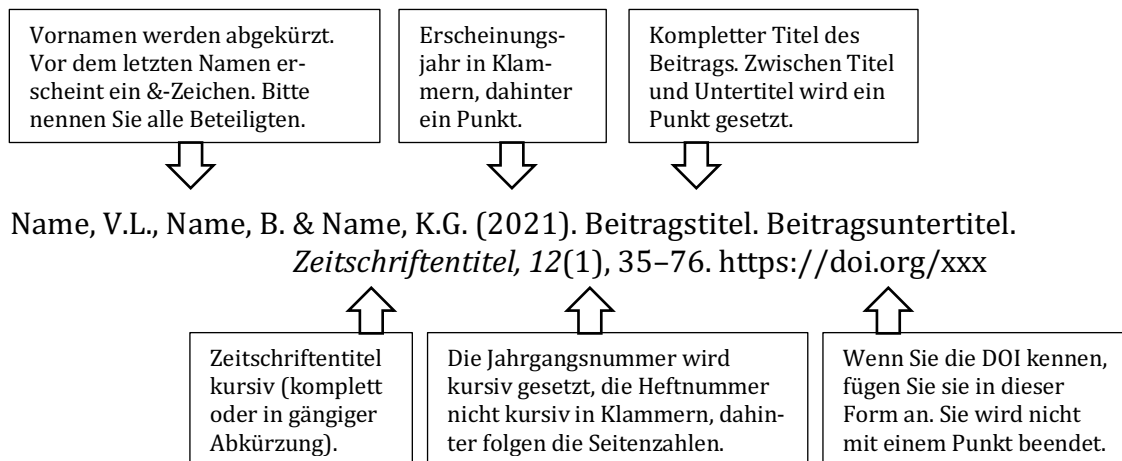 Vornamen werden abgekürzt.
Vor dem letzten Namen er-
scheint ein &-Zeichen. Bitte
nennen Sie alle Beteiligten.
Erscheinungs-
jahr in Klam-
mern, dahinter
ein Punkt.
Kompletter Titel des
Beitrags. Zwischen Titel
und Untertitel wird ein
Punkt gesetzt.
Name, V.L., Name, B. & Name, K.G. (2021). Beitragstitel. Beitragsuntertitel.
Zeitschriftentitel, 12(1), 35–76. https://doi.org/xxx
Zeitschriftentitel
kursiv (komplett
oder in gängiger
Abkürzung).
Die Jahrgangsnummer wird
kursiv gesetzt, die Heftnummer
nicht kursiv in Klammern, dahin-
ter folgen die Seitenzahlen.
Wenn Sie die DOI kennen,
fügen Sie sie in dieser
Form an. Sie wird nicht
mit einem Punkt beendet.